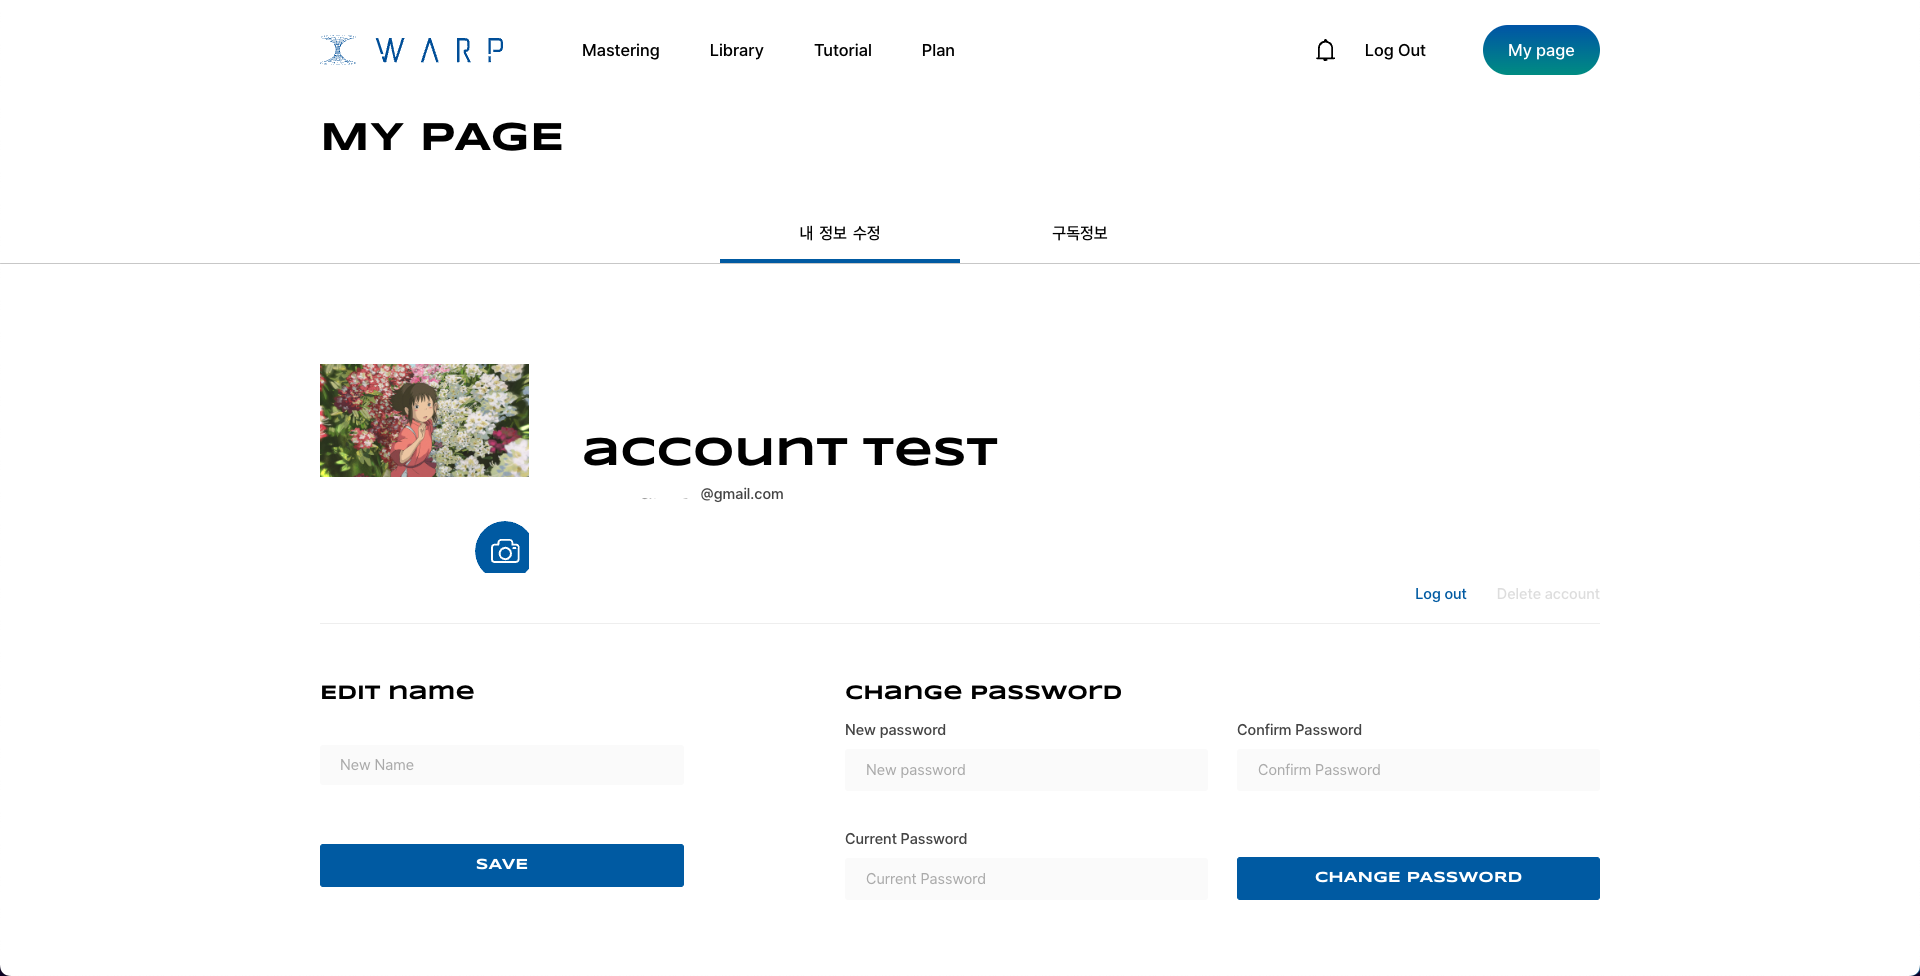 WARP
Mastering
Library
Tutorial
Plan
Log Out
My page
MY PAGE
내 정보 수정
구독정보
account test
@gmail.com
Log out
Delete account
Edit name
New Name
SAVE
Change Password
New password
Confirm Password
New password
Confirm Password
Current Password
Current Password
CHANGE PASSWORD